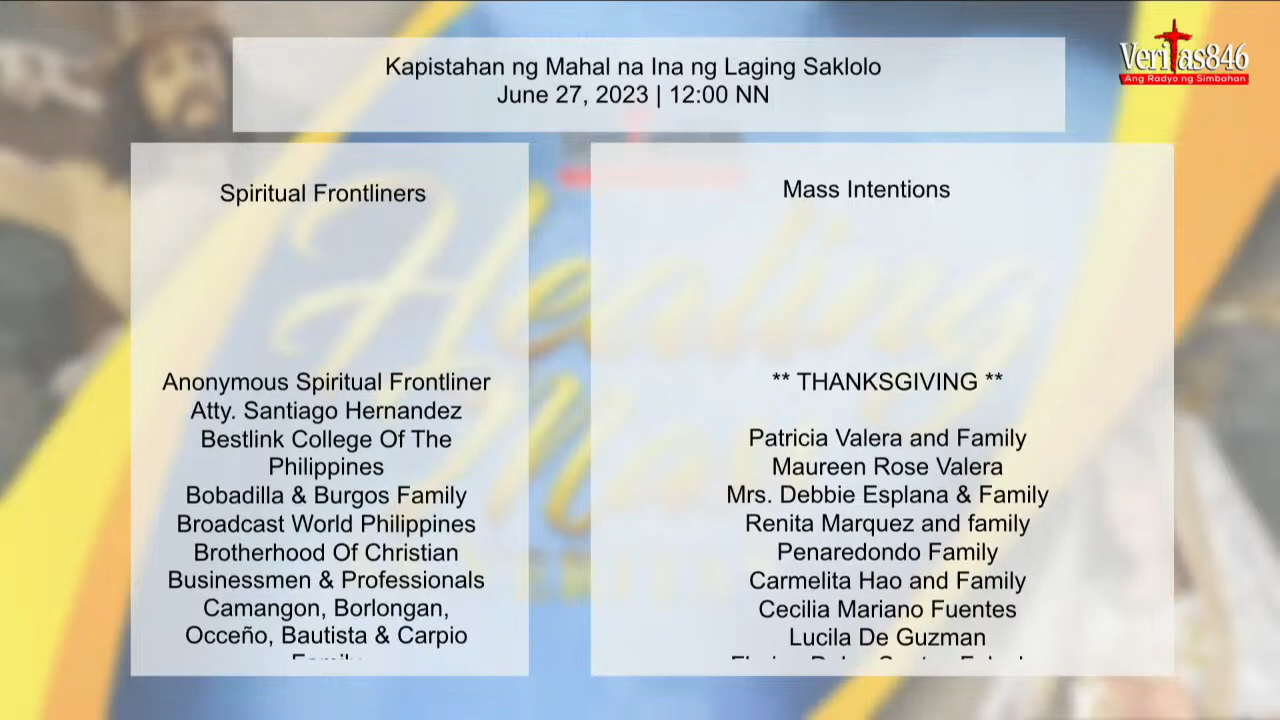 Kapistahan ng Mahal na Ina ng Laging Saklolo
June 27, 2023 | 12:00 NN
Veritas846
Ang Radyo ng Simbahan
Spiritual Frontliners
Anonymous Spiritual Frontliner
Atty. Santiago Hernandez
Bestlink College Of The
Philippines
Bobadilla & Burgos Family
Broadcast World Philippines
Brotherhood Of Christian
Businessmen & Professionals
Camangon, Borlongan,
Occeño, Bautista & Carpio
Family
Mass Intentions
** THANKSGIVING **
Patricia Valera and Family
Maureen Rose Valera
Mrs. Debbie Esplana & Family
Renita Marquez and family
Penaredondo Family
Carmelita Hao and Family
Cecilia Mariano Fuentes
Lucila De Guzman
Healing